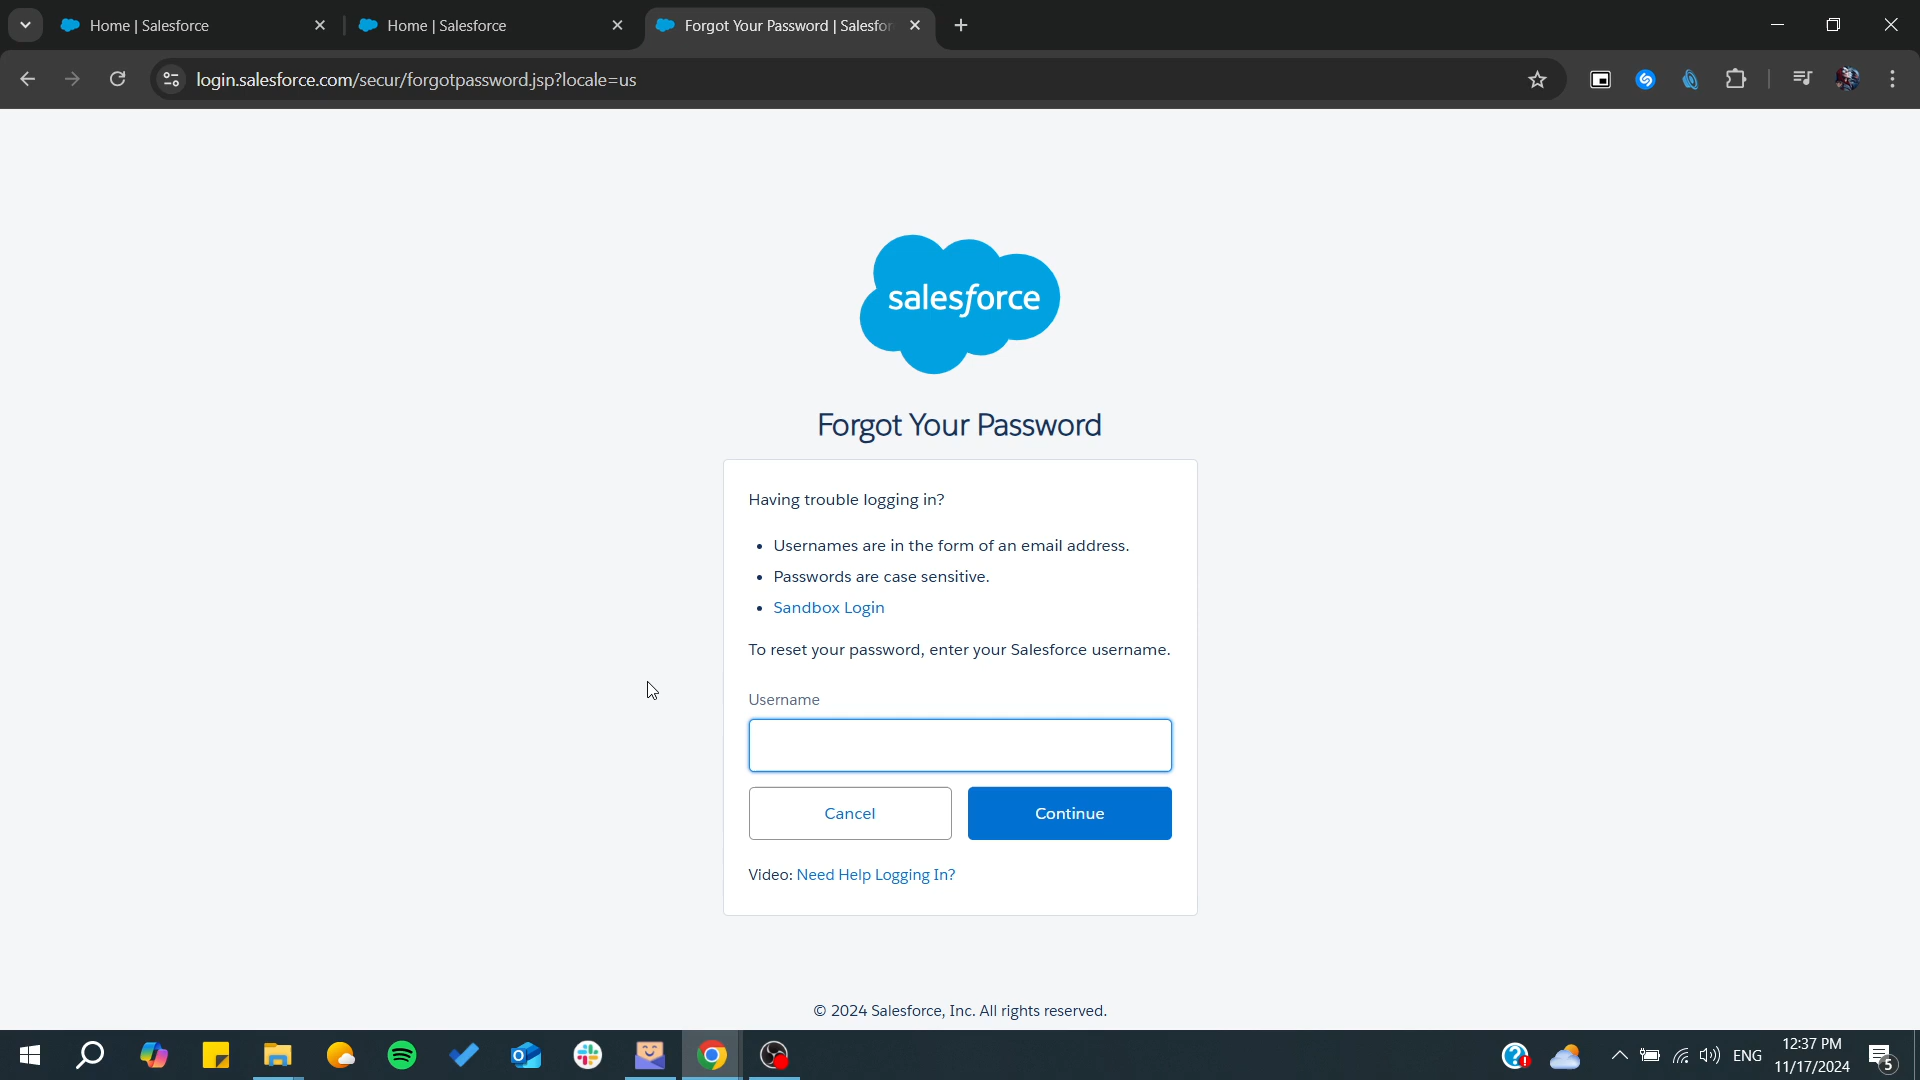 Home | Salesforce
Home | Salesforce
Forgot Your Password | Salesfor
login.salesforce.com/secur/forgotpassword.jsp?locale=us
salesforce
Forgot Your Password
Having trouble logging in?
• Usernames are in the form of an email address.
• Passwords are case sensitive.
• Sandbox Login
To reset your password, enter your Salesforce username.
Username
Cancel
Continue
Video: Need Help Logging In?
© 2024 Salesforce, Inc. All rights reserved.
ENG
12:37 PM
11/17/2024
5